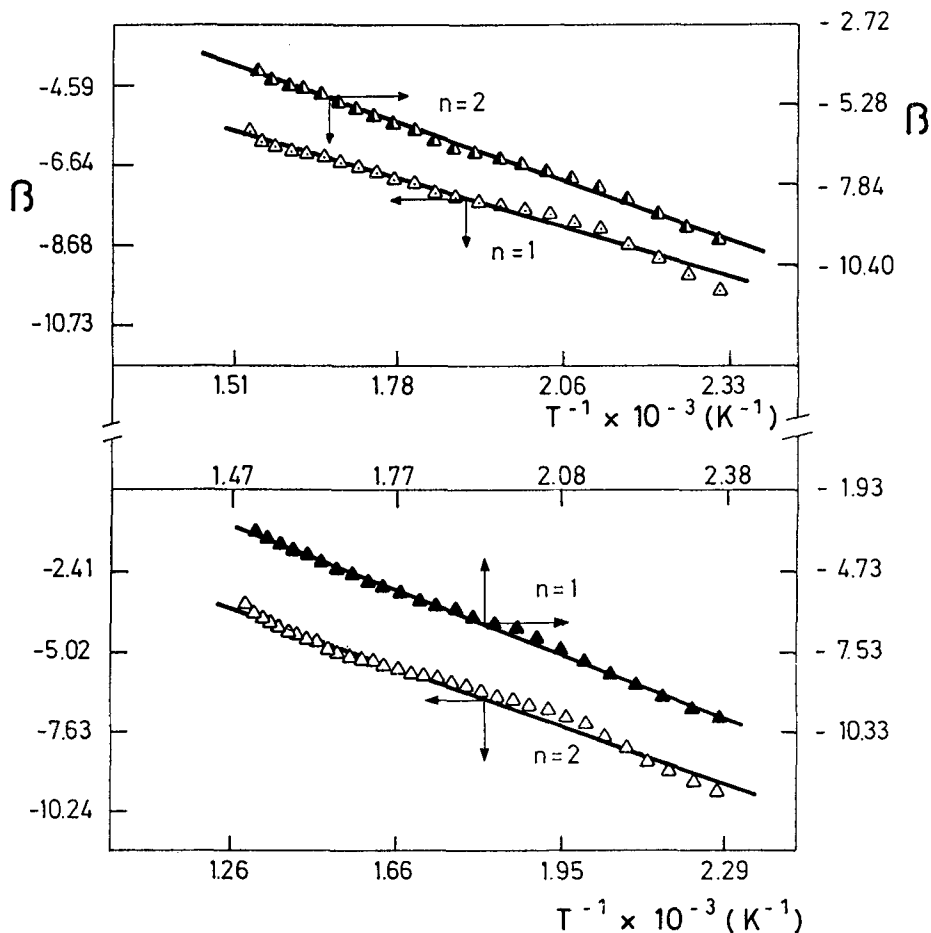 - 2.72
-4.59
n = 2
- 5.28
β
-6.64
β
- 7.84
-8.68
n = 1
- 10.40
-10.73
1.51 1.78 2.06 2.33
T⁻¹ × 10⁻³ (K⁻¹)
1.47 1.77 2.08 2.38
- 1.93
-2.41
n = 1
- 4.73
-5.02
- 7.53
-7.63
n = 2
- 10.33
-10.24
1.26 1.66 1.95 2.29
T⁻¹ × 10⁻³ (K⁻¹)